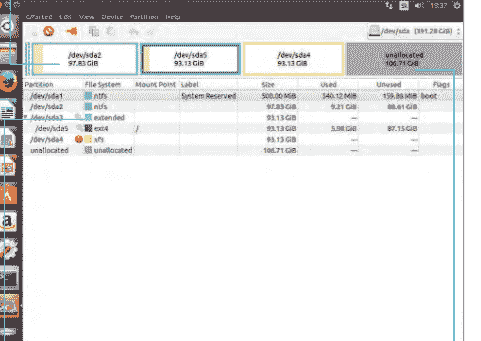 GParted Edit View Device Partition Help
19:37
/dev/sda (391.28 GiB)
/dev/sda2
97.83 GiB
/dev/sda5
93.13 GiB
/dev/sda4
93.13 GiB
unallocated
106.71 GiB
Partition File System Mount Point Label Size Used Unused Flags
/dev/sda1 ntfs System Reserved 500.00 MiB 340.12 MiB 159.88 MiB boot
/dev/sda2 ntfs 97.83 GiB 9.21 GiB 88.61 GiB
/dev/sda3 extended 93.13 GiB — —
/dev/sda5 ext4 / 93.13 GiB 5.98 GiB 87.15 GiB
/dev/sda4 xfs 93.13 GiB — —
unallocated unallocated 106.71 GiB — —